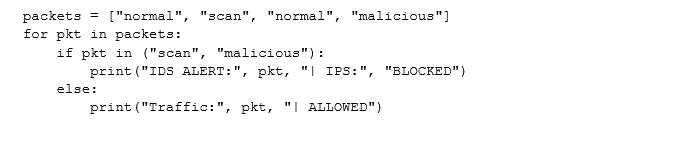 packets = ["normal", "scan", "normal", "malicious"]
for pkt in packets:
    if pkt in ("scan", "malicious"):
        print("IDS ALERT:", pkt, "| IPS:", "BLOCKED")
    else:
        print("Traffic:", pkt, "| ALLOWED")